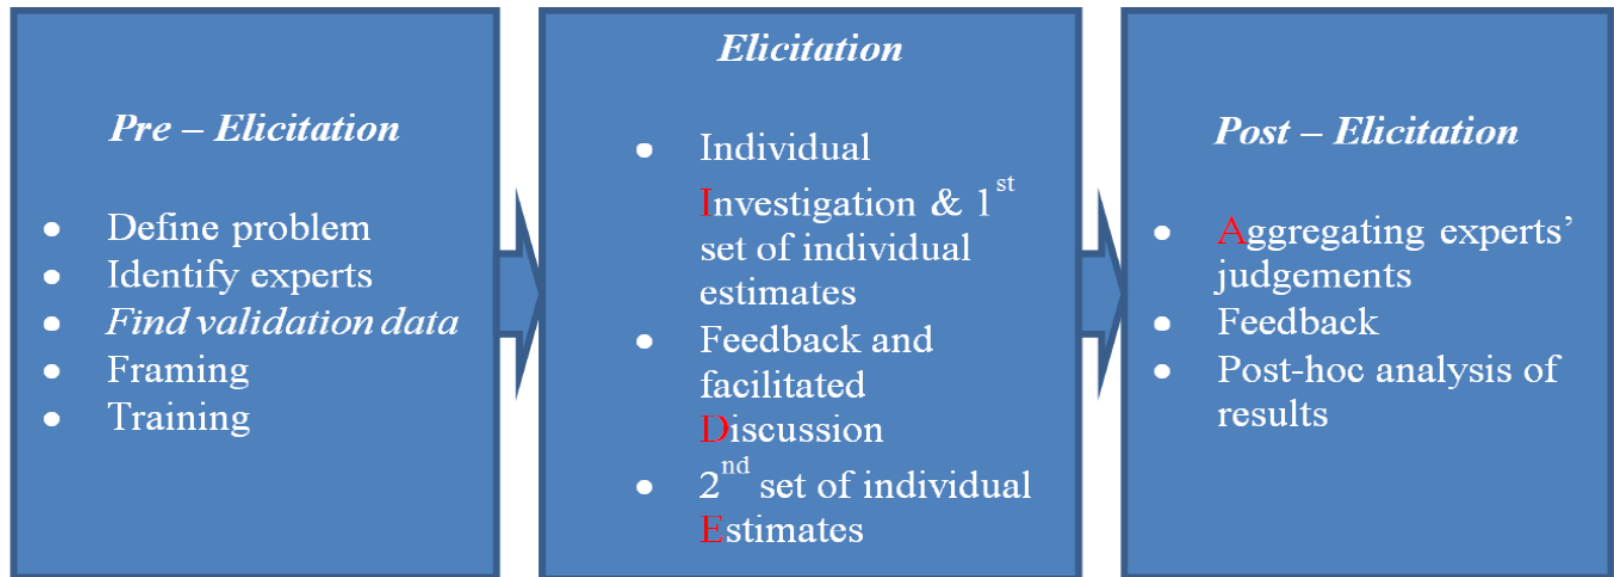 Pre – Elicitation
• Define problem
• Identify experts
• Find validation data
• Framing
• Training
Elicitation
• Individual
Investigation & 1st
set of individual
estimates
• Feedback and
facilitated
Discussion
• 2nd set of individual
Estimates
Post – Elicitation
• Aggregating experts’
judgements
• Feedback
• Post-hoc analysis of
results